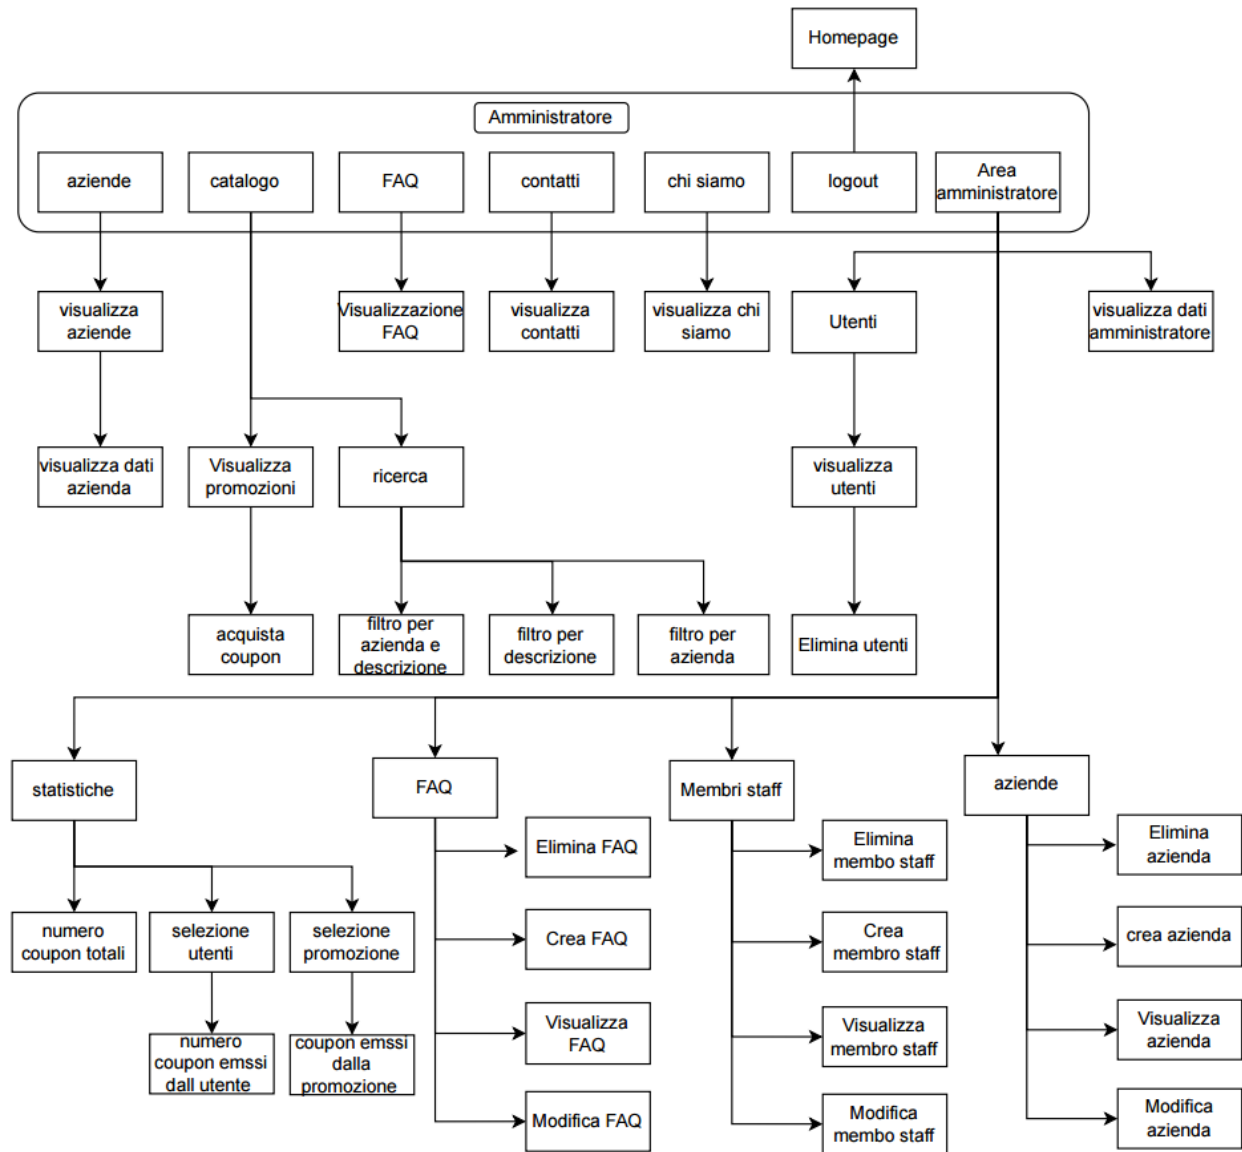 Homepage
Amministratore
aziende
catalogo
FAQ
contatti
chi siamo
logout
Area
amministratore
visualizza
aziende
Visualizzazione
FAQ
visualizza
contatti
visualizza chi
siamo
Utenti
visualizza dati
amministratore
visualizza dati
azienda
Visualizza
promozioni
ricerca
visualizza
utenti
acquista
coupon
filtro per
azienda e
descrizione
filtro per
descrizione
filtro per
azienda
Elimina utenti
statistiche
FAQ
Membri staff
aziende
Elimina FAQ
Elimina
membo staff
Elimina
azienda
numero
coupon totali
selezione
utenti
selezione
promozione
Crea FAQ
Crea
membro staff
crea azienda
numero
coupon emssi
dall utente
coupon emssi
dalla
promozione
Visualizza
FAQ
Visualizza
membro staff
Visualizza
azienda
Modifica FAQ
Modifica
membo staff
Modifica
azienda